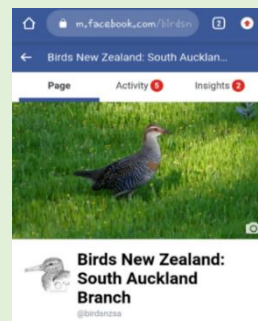 m.facebook.com/birdsn
2
Birds New Zealand: South Aucklan...
Page
Activity 5
Insights 2
Birds New Zealand:
South Auckland
Branch
@birdsnzsa